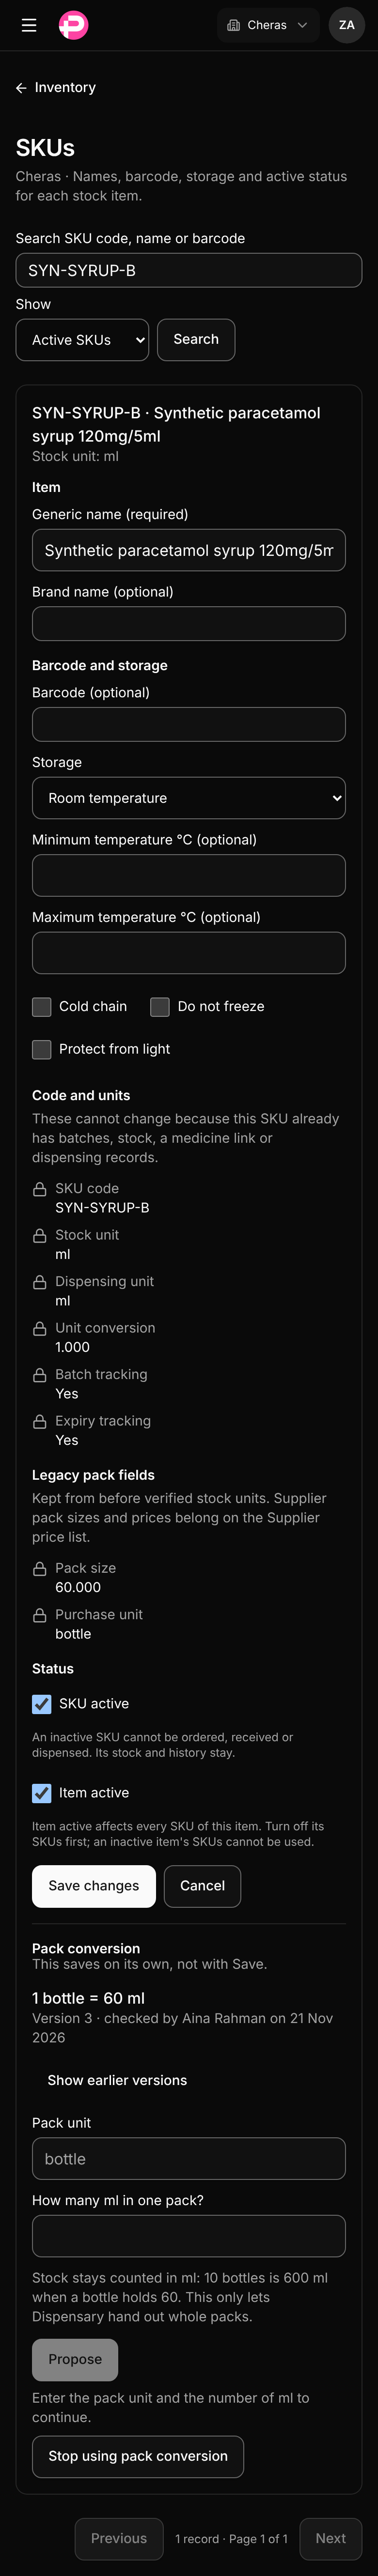 Cheras
ZA
Inventory
SKUs
Cheras · Names, barcode, storage and active status
for each stock item.
Search SKU code, name or barcode
SYN-SYRUP-B
Show
Active SKUs
Search
SYN-SYRUP-B · Synthetic paracetamol
syrup 120mg/5ml
Stock unit: ml
Item
Generic name (required)
Synthetic paracetamol syrup 120mg/5m
Brand name (optional)
Barcode and storage
Barcode (optional)
Storage
Room temperature
Minimum temperature °C (optional)
Maximum temperature °C (optional)
Cold chain
Do not freeze
Protect from light
Code and units
These cannot change because this SKU already
has batches, stock, a medicine link or
dispensing records.
SKU code
SYN-SYRUP-B
Stock unit
ml
Dispensing unit
ml
Unit conversion
1.000
Batch tracking
Yes
Expiry tracking
Yes
Legacy pack fields
Kept from before verified stock units. Supplier
pack sizes and prices belong on the Supplier
price list.
Pack size
60.000
Purchase unit
bottle
Status
SKU active
An inactive SKU cannot be ordered, received or
dispensed. Its stock and history stay.
Item active
Item active affects every SKU of this item. Turn off its
SKUs first; an inactive item's SKUs cannot be used.
Save changes
Cancel
Pack conversion
This saves on its own, not with Save.
1 bottle = 60 ml
Version 3 · checked by Aina Rahman on 21 Nov
2026
Show earlier versions
Pack unit
bottle
How many ml in one pack?
Stock stays counted in ml: 10 bottles is 600 ml
when a bottle holds 60. This only lets
Dispensary hand out whole packs.
Propose
Enter the pack unit and the number of ml to
continue.
Stop using pack conversion
Previous
1 record · Page 1 of 1
Next